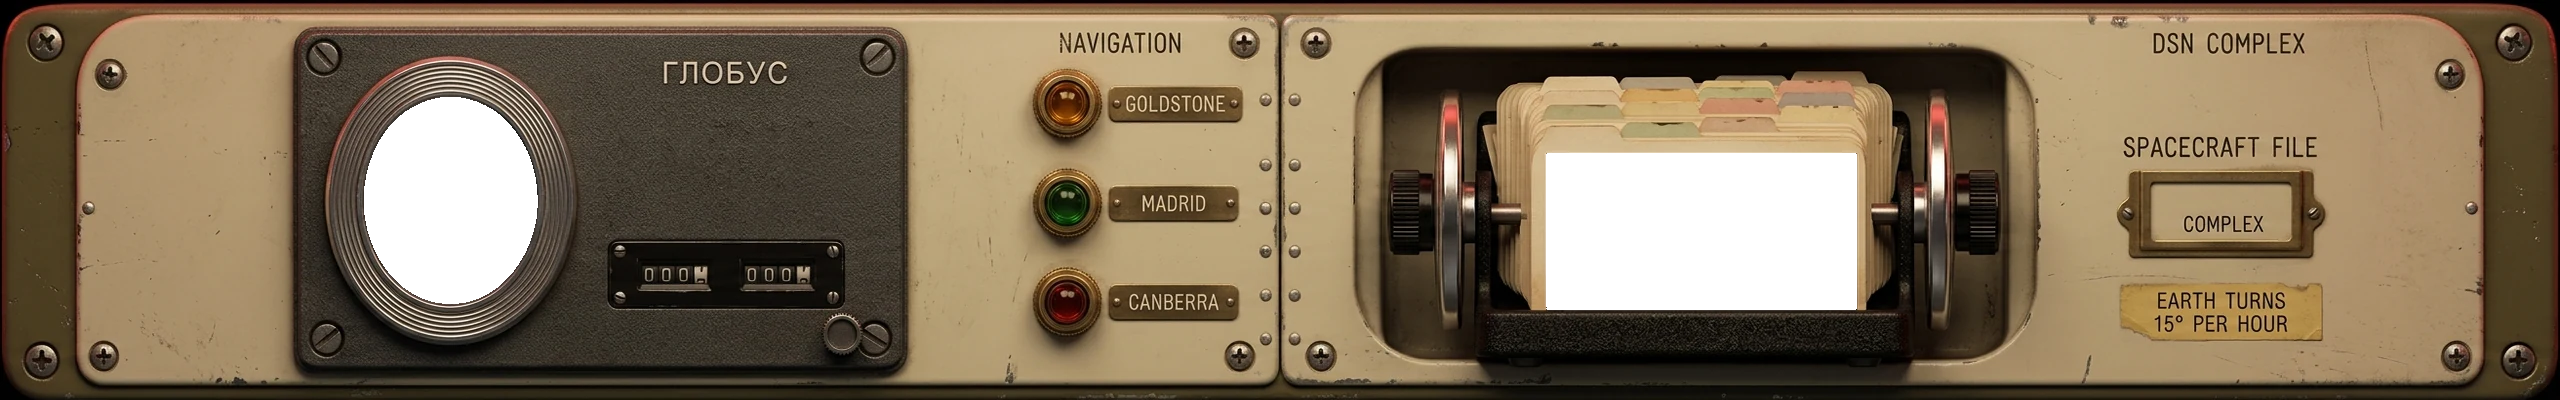 ГЛОБУС
000
000
NAVIGATION
GOLDSTONE
MADRID
CANBERRA
DSN COMPLEX
SPACECRAFT FILE
COMPLEX
EARTH TURNS
15° PER HOUR